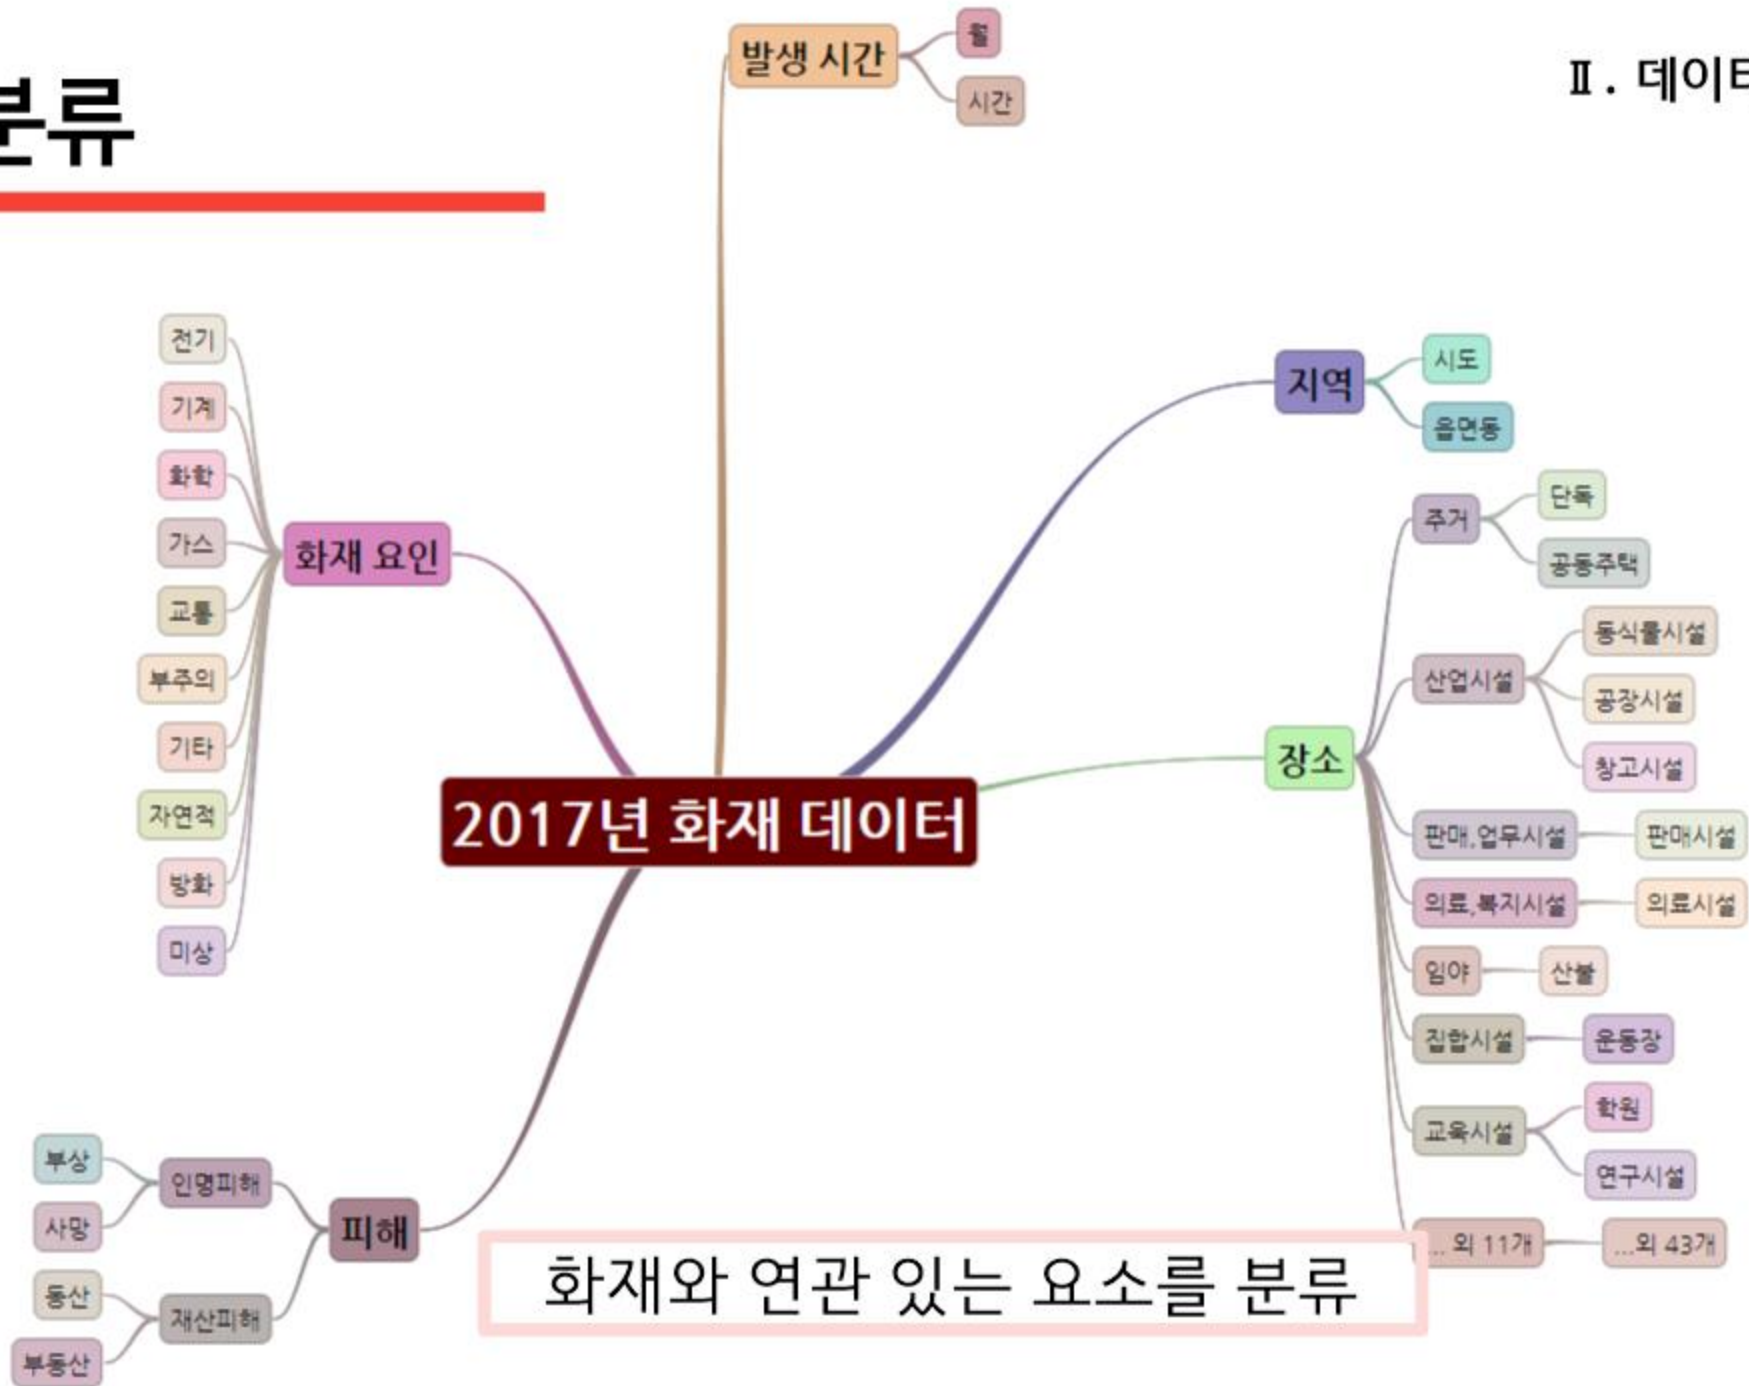 분류
Ⅱ. 데이터
발생 시간
월
시간
화재 요인
전기
기계
화학
가스
교통
부주의
기타
자연적
방화
미상
지역
시도
읍면동
2017년 화재 데이터
장소
주거
단독
공동주택
산업시설
동식물시설
공장시설
창고시설
판매,업무시설
판매시설
의료,복지시설
의료시설
임야
산불
집합시설
운동장
교육시설
학원
연구시설
... 외 11개
...외 43개
피해
인명피해
부상
사망
재산피해
동산
부동산
화재와 연관 있는 요소를 분류